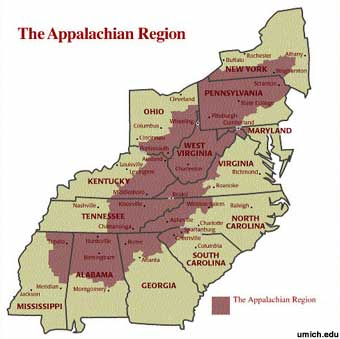 The Appalachian Region
Albany
Rochester
Buffalo
NEW YORK
Binghamton
Scranton
PENNSYLVANIA
State College
Cleveland
OHIO
Pittsburgh
Wheeling
Cumberland
MARYLAND
Columbus
Cincinnati
Portsmouth
WEST
VIRGINIA
VIRGINIA
Ashland
Charleston
Richmond
Louisville
Lexington
KENTUCKY
Roanoke
Middlesboro
Bristol
Nashville
Knoxville
Winston-Salem
Raleigh
TENNESSEE
Asheville
Charlotte
NORTH
CAROLINA
Chattanooga
Spartanburg
Greenville
Tupelo
Huntsville
Rome
Columbia
SOUTH
CAROLINA
Birmingham
Atlanta
ALABAMA
Meridian
Jackson
Montgomery
GEORGIA
MISSISSIPPI
The Appalachian Region
umich.edu